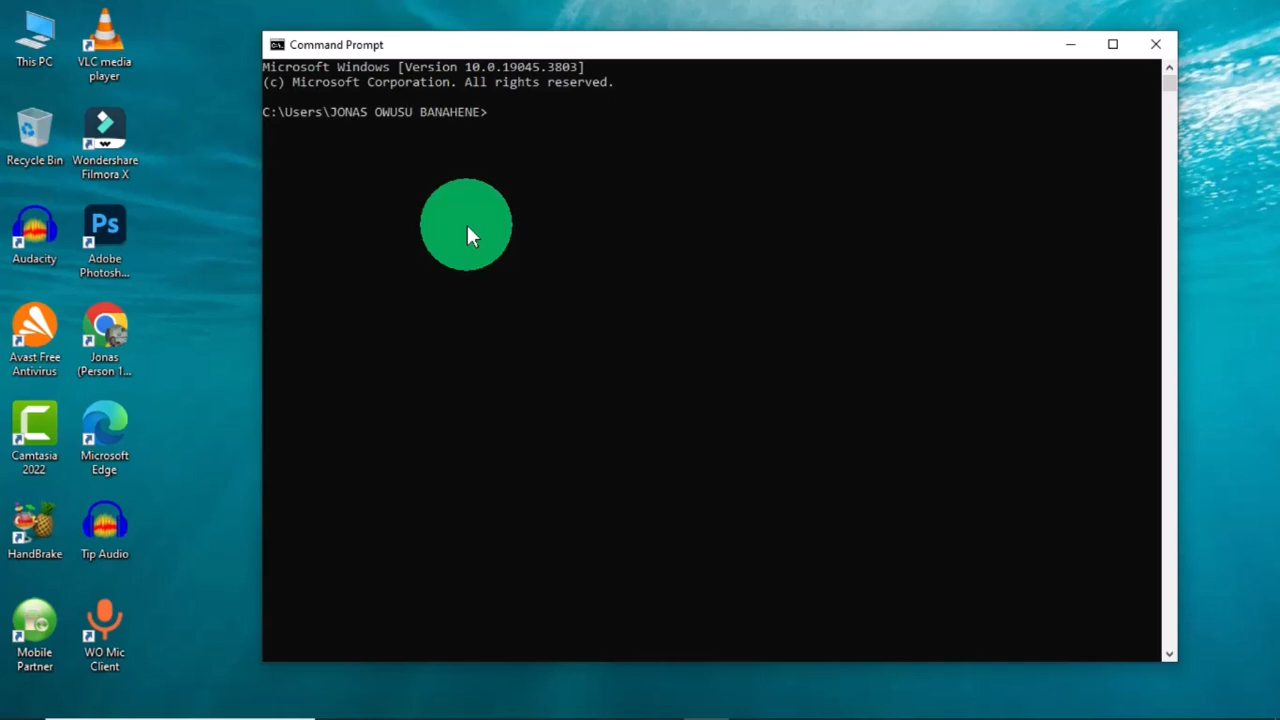 This PC
VLC media
player
Recycle Bin
Wondershare
Filmora X
Audacity
Ps
Adobe
Photosh...
Avast Free
Antivirus
Jonas
(Person 1...
Camtasia
2022
Microsoft
Edge
HandBrake
Tip Audio
Mobile
Partner
WO Mic
Client
C:\.
Command Prompt
Microsoft Windows [Version 10.0.19045.3803]
(c) Microsoft Corporation. All rights reserved.
C:\Users\JONAS OWUSU BANAHENE>